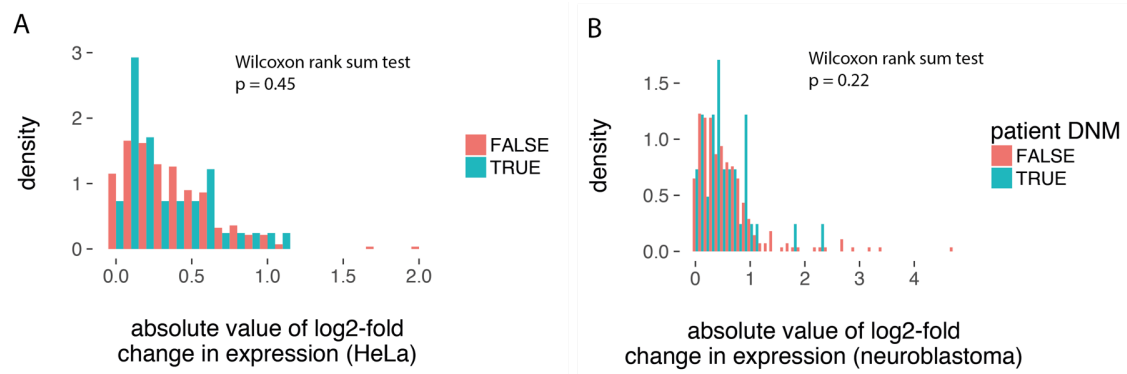 A
Wilcoxon rank sum test
p = 0.45
3
2
1
0
density
0.0 0.5 1.0 1.5 2.0
absolute value of log2-fold
change in expression (HeLa)
FALSE
TRUE
B
Wilcoxon rank sum test
p = 0.22
1.5
1.0
0.5
0.0
density
0 1 2 3 4
absolute value of log2-fold
change in expression (neuroblastoma)
patient DNM
FALSE
TRUE